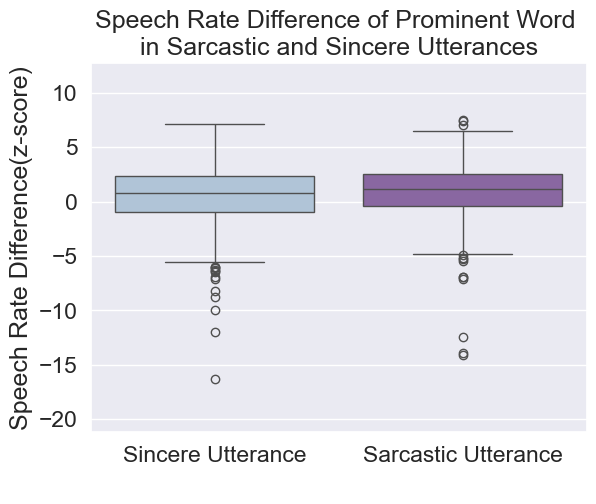 Speech Rate Difference of Prominent Word
in Sarcastic and Sincere Utterances
Speech Rate Difference(z-score)
10
5
0
−5
−10
−15
−20
Sincere Utterance
Sarcastic Utterance